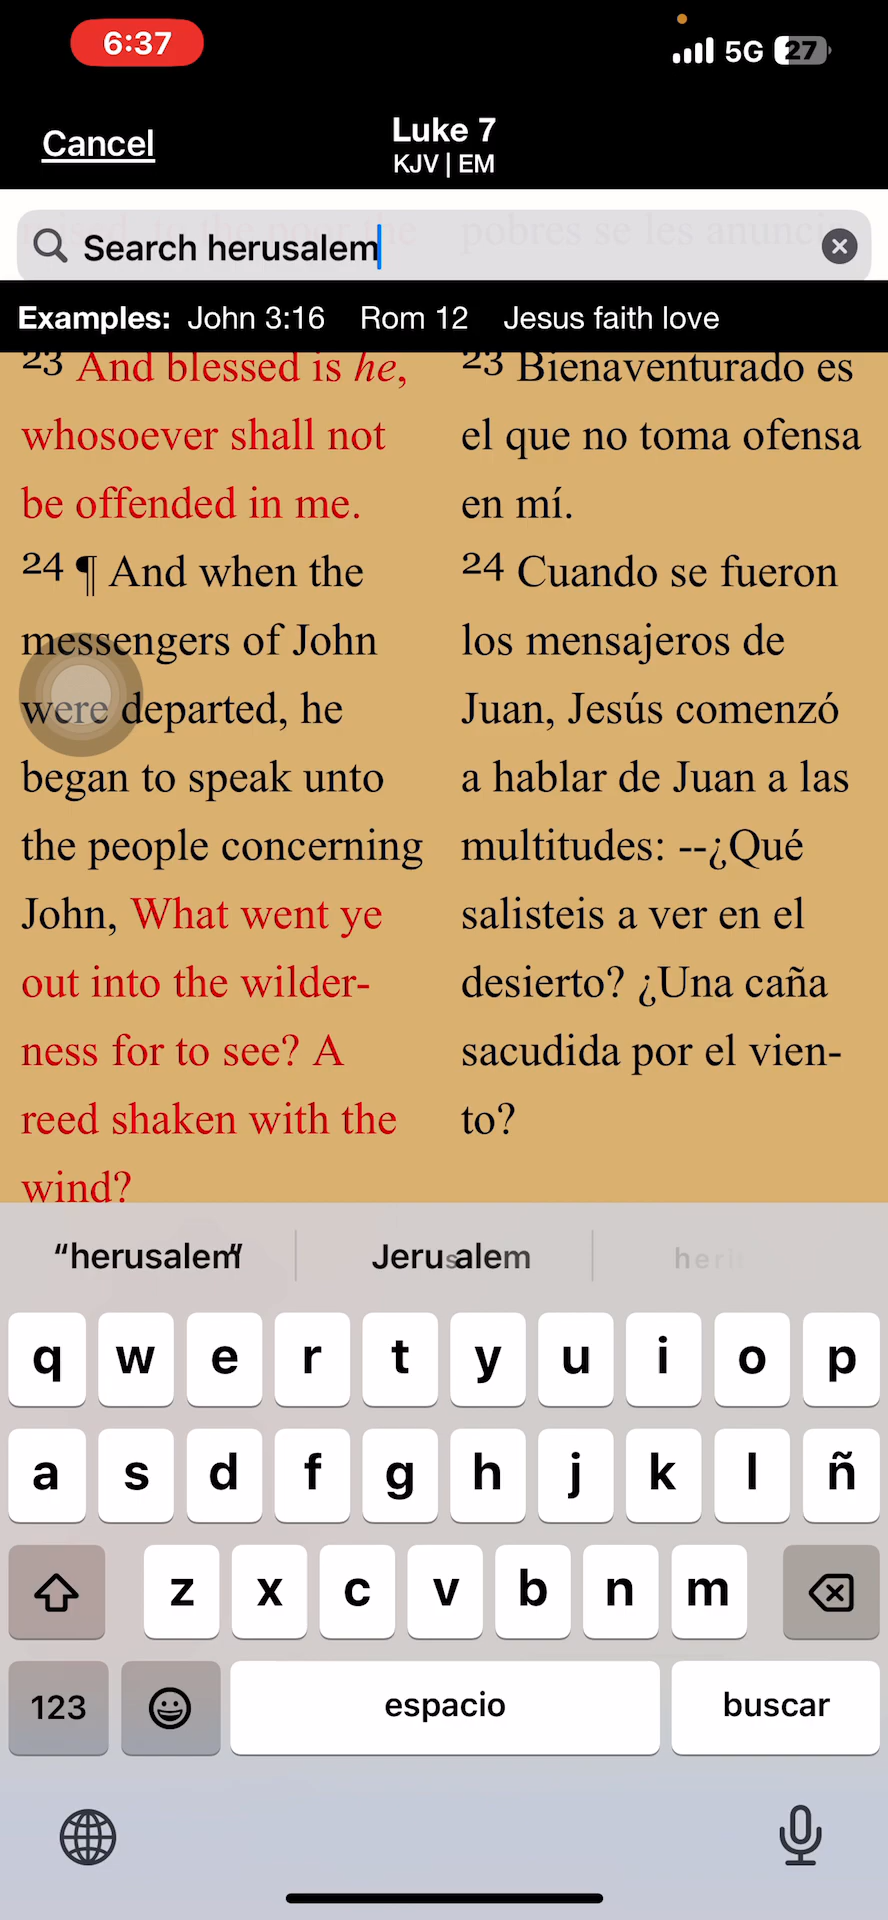 6:37
5G 27
Cancel
Luke 7
KJV | EM
Search herusalem
Examples: John 3:16 Rom 12 Jesus faith love
23 And blessed is he,
whosoever shall not
be offended in me.
24 ¶ And when the
messengers of John
were departed, he
began to speak unto
the people concerning
John, What went ye
out into the wilder-
ness for to see? A
reed shaken with the
wind?
pobres se les anuncia
23 Bienaventurado es
el que no toma ofensa
en mí.
24 Cuando se fueron
los mensajeros de
Juan, Jesús comenzó
a hablar de Juan a las
multitudes: --¿Qué
salisteis a ver en el
desierto? ¿Una caña
sacudida por el vien-
to?
“herusalem“ Jerusalem
q w e r t y u i o p
a s d f g h j k l ñ
z x c v b n m
123 espacio buscar